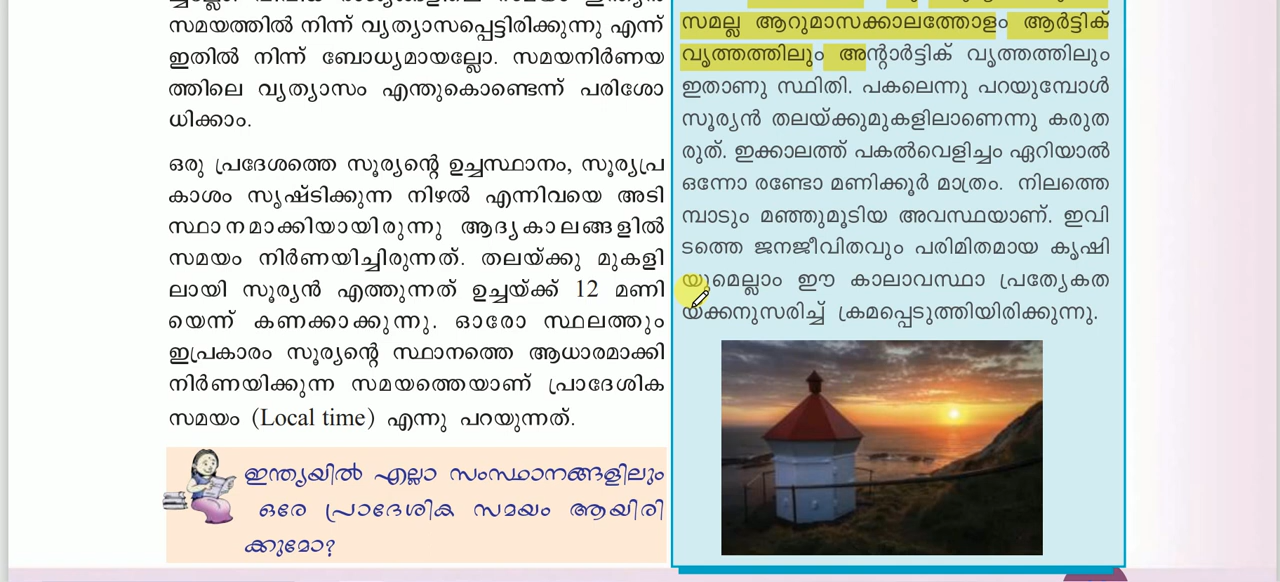 സമയത്തിൽ നിന്ന് വ്യത്യാസപ്പെട്ടിരിക്കുന്നു എന്ന്
ഇതിൽ നിന്ന് ബോധ്യമായല്ലോ. സമയനിർണയ
ത്തിലെ വ്യത്യാസം എന്തുകൊണ്ടെന്ന് പരിശോ
ധിക്കാം.
ഒരു പ്രദേശത്തെ സൂര്യന്റെ ഉച്ചസ്ഥാനം, സൂര്യപ്ര
കാശം സൃഷ്ടിക്കുന്ന നിഴൽ എന്നിവയെ അടി
സ്ഥാനമാക്കിയായിരുന്നു ആദ്യകാലങ്ങളിൽ
സമയം നിർണയിച്ചിരുന്നത്. തലയ്ക്കു മുകളി
ലായി സൂര്യൻ എത്തുന്നത് ഉച്ചയ്ക്ക് 12 മണി
യെന്ന് കണക്കാക്കുന്നു. ഓരോ സ്ഥലത്തും
ഇപ്രകാരം സൂര്യന്റെ സ്ഥാനത്തെ ആധാരമാക്കി
നിർണയിക്കുന്ന സമയത്തെയാണ് പ്രാദേശിക
സമയം (Local time) എന്നു പറയുന്നത്.
ഇന്ത്യയിൽ എല്ലാ സംസ്ഥാനങ്ങളിലും
ഒരേ പ്രാദേശിക സമയം ആയിരി
ക്കുമോ?
സമല്ല ആറുമാസക്കാലത്തോളം ആർട്ടിക്
വൃത്തത്തിലും അന്റാർട്ടിക് വൃത്തത്തിലും
ഇതാണു സ്ഥിതി. പകലെന്നു പറയുമ്പോൾ
സൂര്യൻ തലയ്ക്കുമുകളിലാണെന്നു കരുത
രുത്. ഇക്കാലത്ത് പകൽവെളിച്ചം ഏറിയാൽ
ഒന്നോ രണ്ടോ മണിക്കൂർ മാത്രം. നിലത്തെ
മ്പാടും മഞ്ഞുമൂടിയ അവസ്ഥയാണ്. ഇവി
ടത്തെ ജനജീവിതവും പരിമിതമായ കൃഷി
യുമെല്ലാം ഈ കാലാവസ്ഥാ പ്രത്യേകത
യ്ക്കനുസരിച്ച് ക്രമപ്പെടുത്തിയിരിക്കുന്നു.